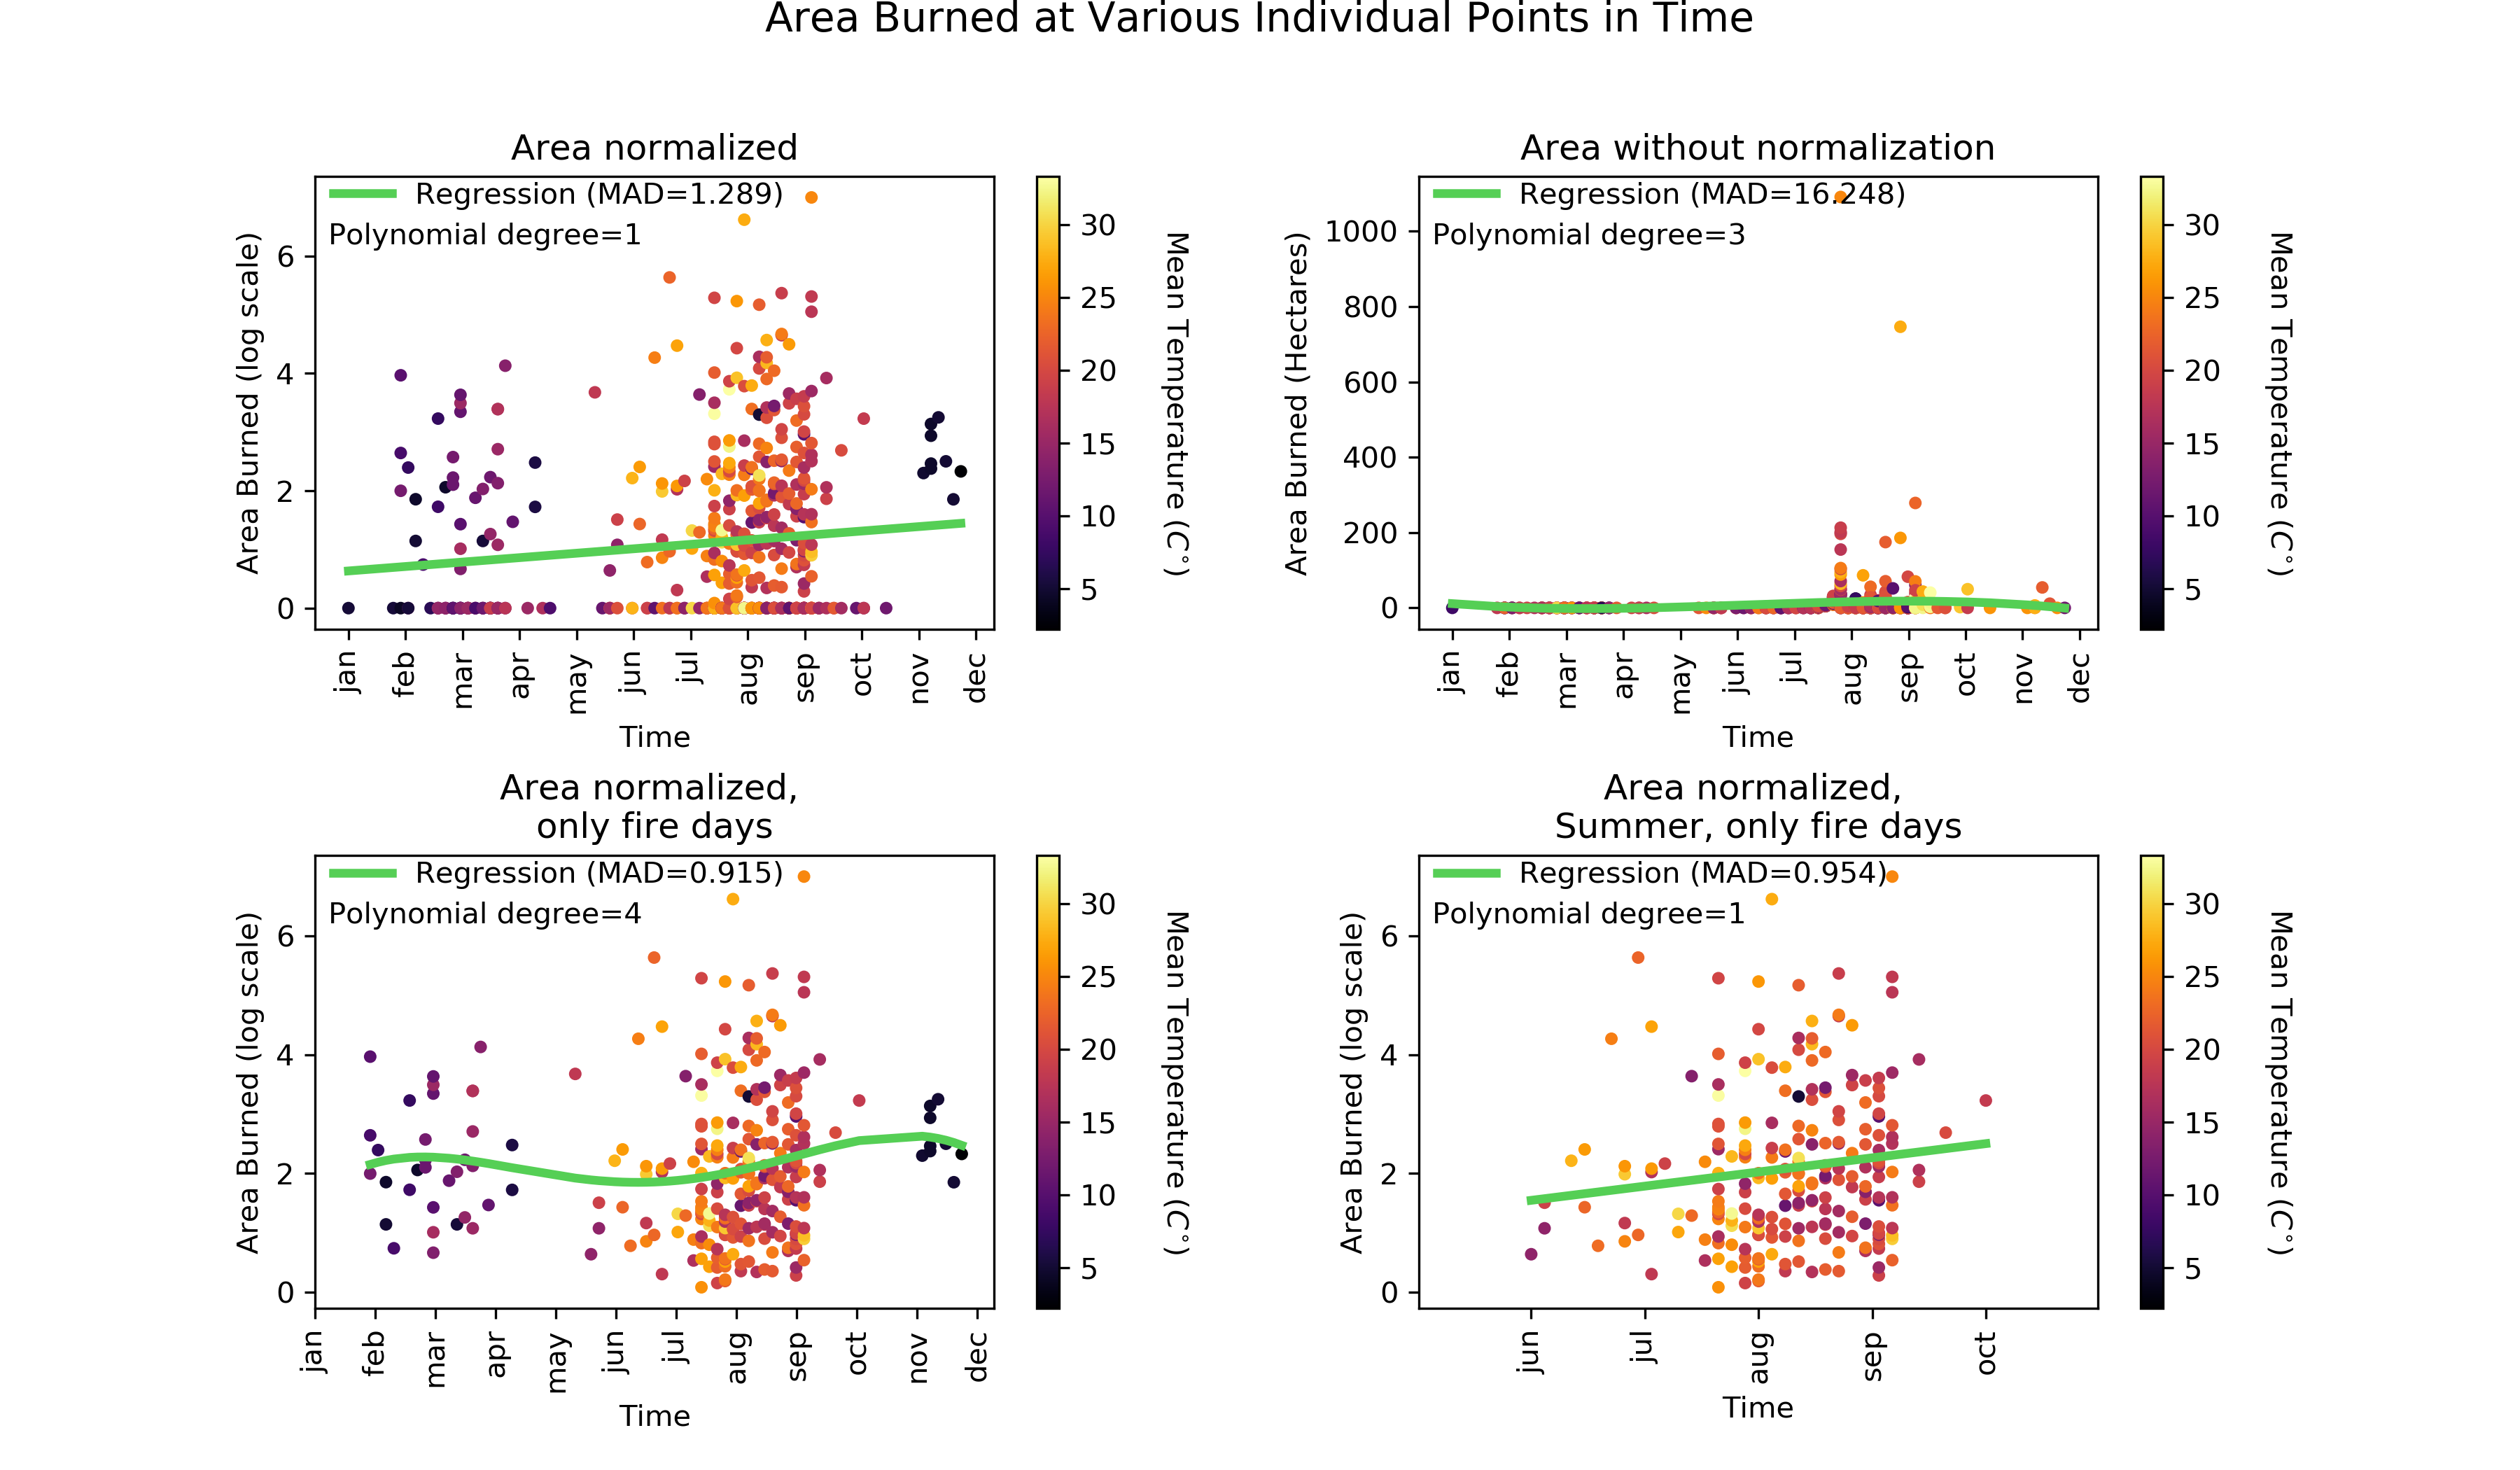 Area Burned at Various Individual Points in Time
Area normalized
Regression (MAD=1.289)
Polynomial degree=1
Area Burned (log scale)
6
4
2
0
jan
feb
mar
apr
may
jun
jul
aug
sep
oct
nov
dec
Time
30
25
20
15
10
5
Mean Temperature (C°)
Area without normalization
Regression (MAD=16.248)
Polynomial degree=3
Area Burned (Hectares)
1000
800
600
400
200
0
jan
feb
mar
apr
may
jun
jul
aug
sep
oct
nov
dec
Time
30
25
20
15
10
5
Mean Temperature (C°)
Area normalized,
only fire days
Regression (MAD=0.915)
Polynomial degree=4
Area Burned (log scale)
6
4
2
0
jan
feb
mar
apr
may
jun
jul
aug
sep
oct
nov
dec
Time
30
25
20
15
10
5
Mean Temperature (C°)
Area normalized,
Summer, only fire days
Regression (MAD=0.954)
Polynomial degree=1
Area Burned (log scale)
6
4
2
0
jun
jul
aug
sep
oct
Time
30
25
20
15
10
5
Mean Temperature (C°)